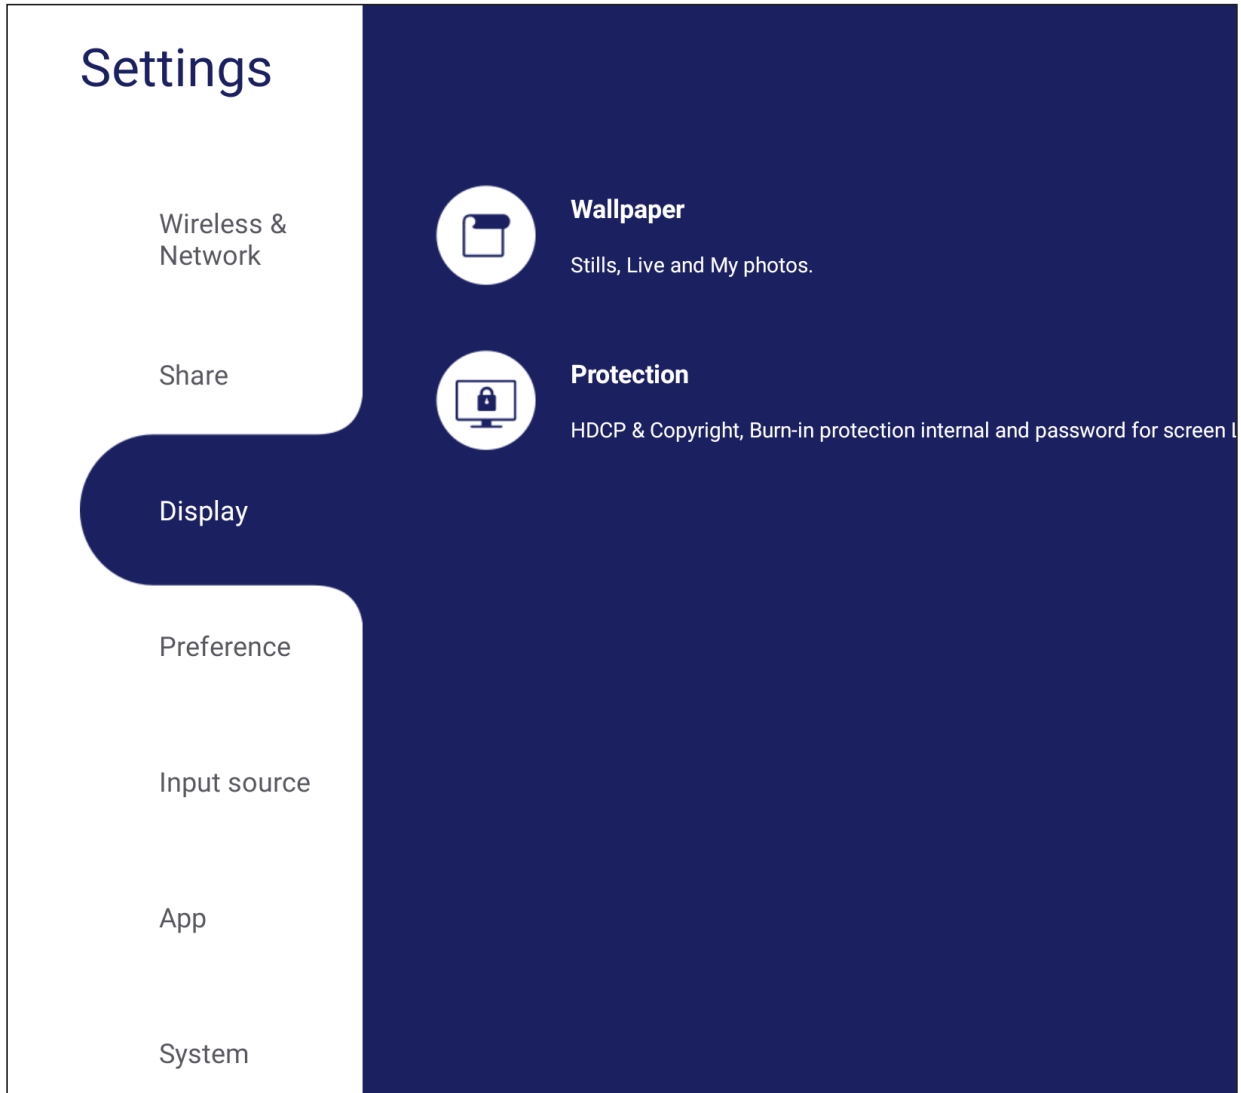 Settings
Wireless &
Network
Share
Display
Preference
Input source
App
System
Wallpaper
Stills, Live and My photos.
Protection
HDCP & Copyright, Burn-in protection internal and password for screen